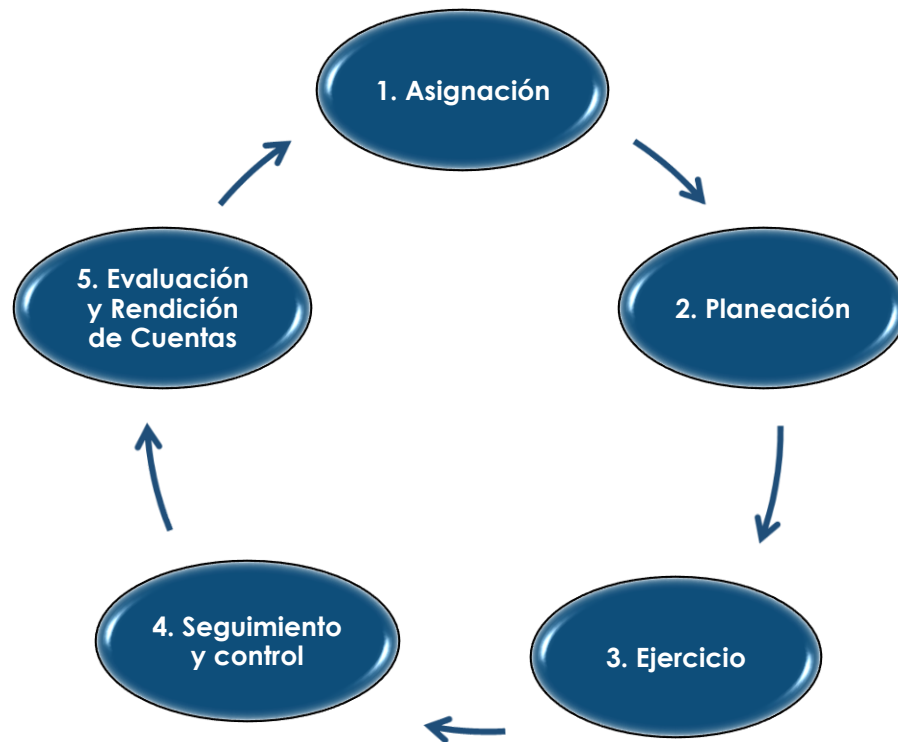 1. Asignación
2. Planeación
3. Ejercicio
4. Seguimiento
y control
5. Evaluación
y Rendición
de Cuentas